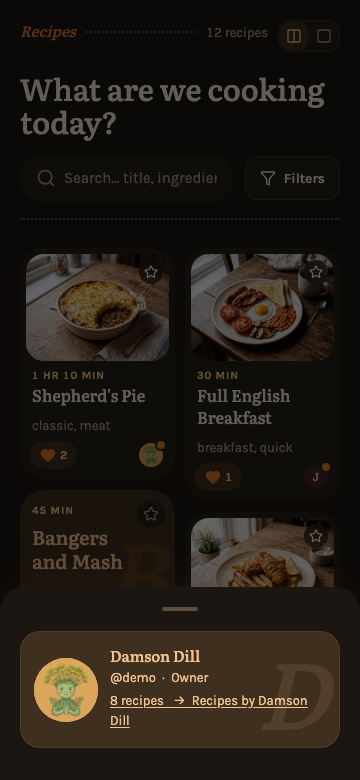 Recipes
12 recipes
What are we cooking
today?
Search... title, ingredien
Filters
1 HR 10 MIN
Shepherd's Pie
classic, meat
2
30 MIN
Full English
Breakfast
breakfast, quick
1
J
45 MIN
Bangers
and Mash
B
Damson Dill
@demo · Owner
8 recipes → Recipes by Damson
Dill
D